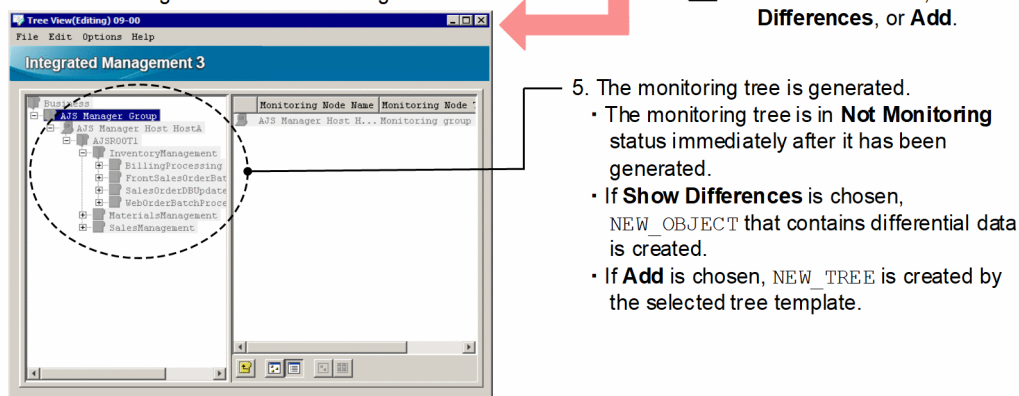 Differences, or Add.
Tree View(Editing) 09-00
File Edit Options Help
Integrated Management 3
Business
AJS Manager Group
AJS Manager Host HostA
AJSROOT1
InventoryManagement
BillingProcessing
FrontSalesOrderBat
SalesOrderDBUpdate
WebOrderBatchProce
MaterialsManagement
SalesManagement
Monitoring Node Name Monitoring Node
AJS Manager Host H... Monitoring group
5. The monitoring tree is generated.
・The monitoring tree is in Not Monitoring
status immediately after it has been
generated.
・If Show Differences is chosen,
NEW_OBJECT that contains differential data
is created.
・If Add is chosen, NEW_TREE is created by
the selected tree template.